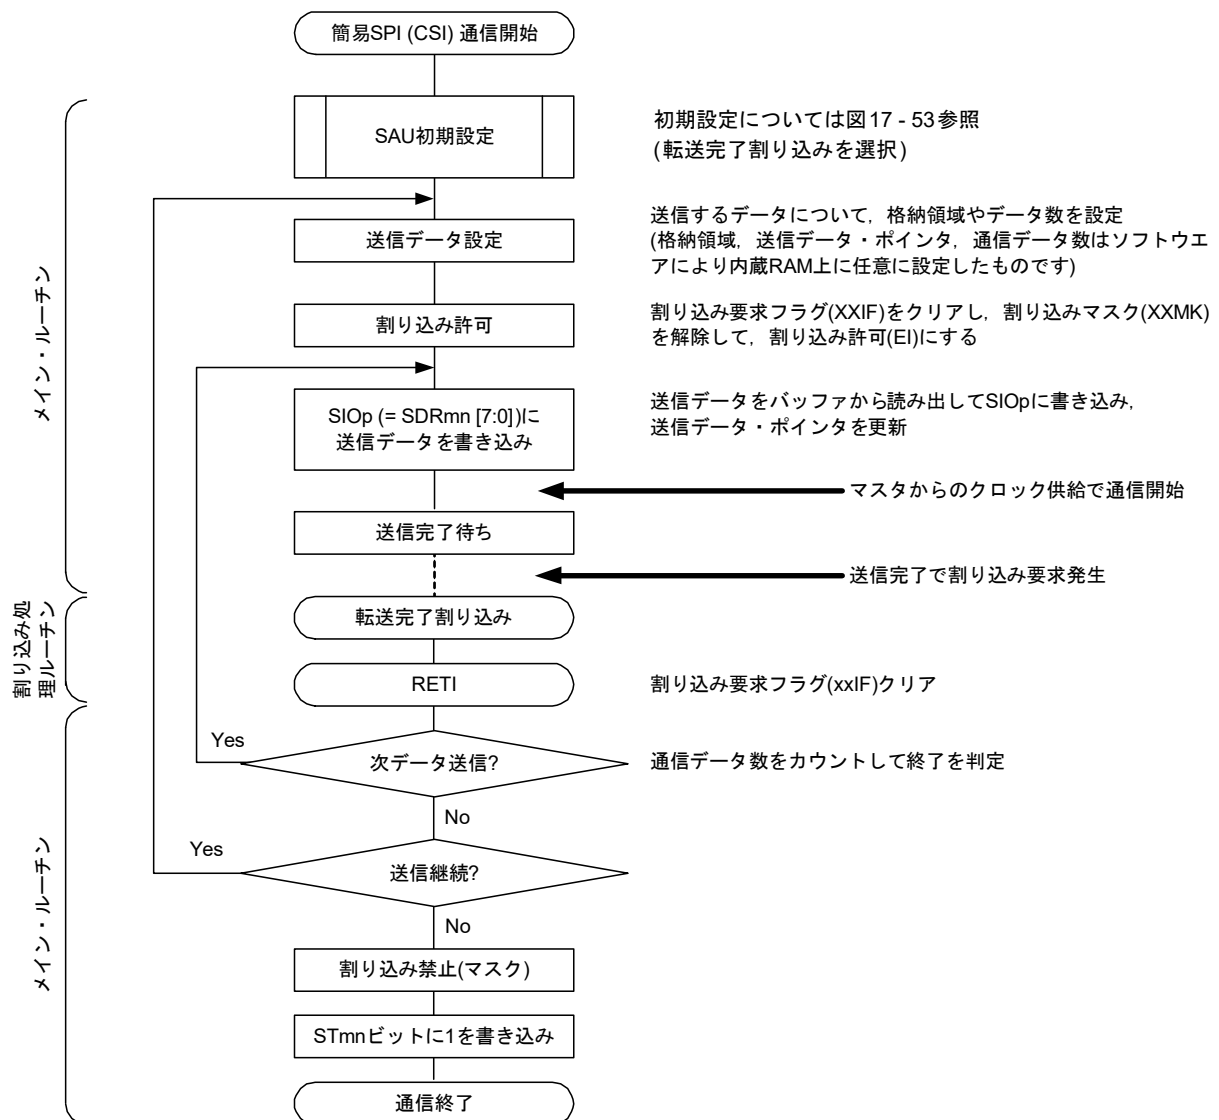 簡易SPI (CSI) 通信開始
SAU初期設定
初期設定については図17 - 53参照
(転送完了割り込みを選択)
送信データ設定
送信するデータについて，格納領域やデータ数を設定
(格納領域，送信データ・ポインタ，通信データ数はソフトウエ
アにより内蔵RAM上に任意に設定したものです)
メイン・ルーチン
割り込み許可
割り込み要求フラグ(XXIF)をクリアし，割り込みマスク(XXMK)
を解除して，割り込み許可(EI)にする
SIOp (= SDRmn [7:0])に
送信データを書き込み
送信データをバッファから読み出してSIOpに書き込み，
送信データ・ポインタを更新
マスタからのクロック供給で通信開始
送信完了待ち
送信完了で割り込み要求発生
割り込み処
理ルーチン
転送完了割り込み
RETI
割り込み要求フラグ(xxIF)クリア
Yes
次データ送信?
通信データ数をカウントして終了を判定
No
Yes
送信継続?
No
メイン・ルーチン
割り込み禁止(マスク)
STmnビットに1を書き込み
通信終了